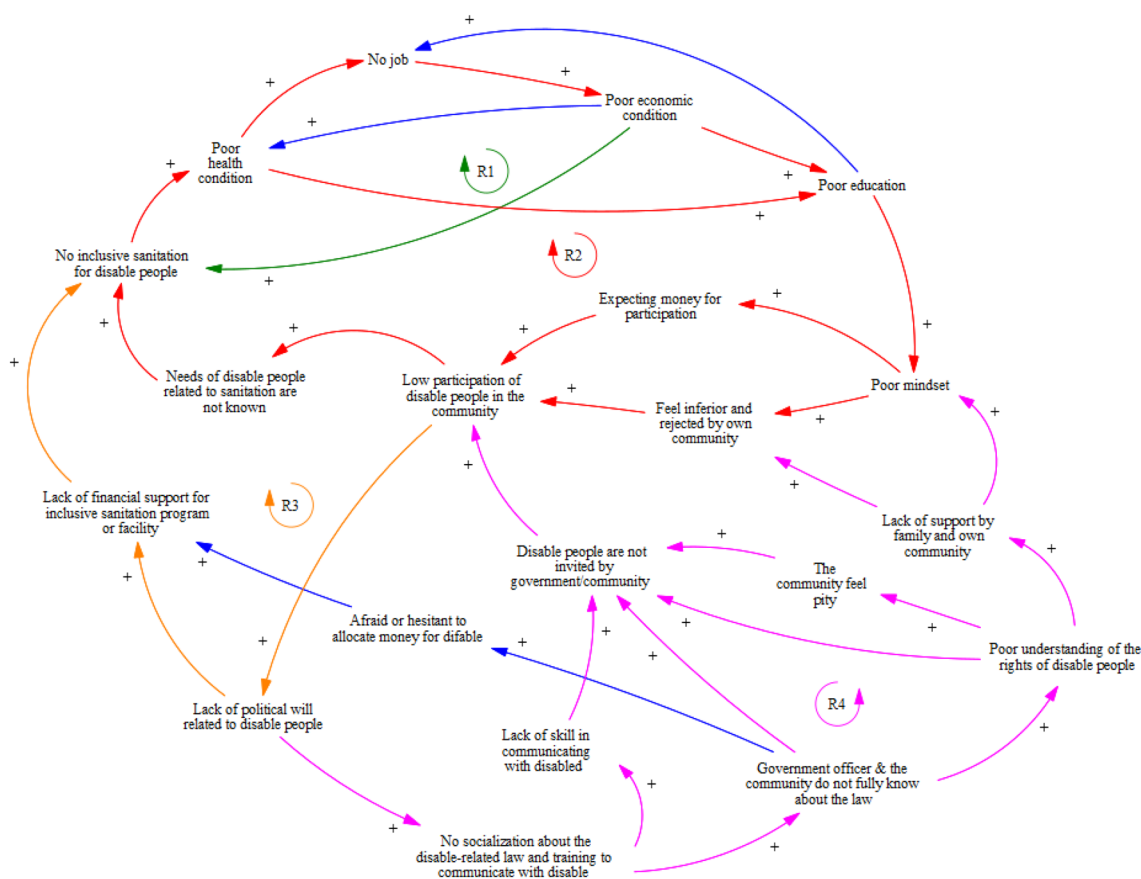 +
No job
+
+
Poor economic
condition
+
Poor
health
condition
+
R1
+
Poor education
+
+
No inclusive sanitation
for disable people
R2
+
Expecting money for
participation
+
+
+
+
+
+
Needs of disable people
related to sanitation are
not known
Low participation of
disable people in the
community
+
Poor mindset
Feel inferior and
rejected by own
community
+
+
+
+
Lack of financial support for
inclusive sanitation program
or facility
R3
Lack of support by
family and own
community
+
+
Disable people are not
invited by
government/community
The
community feel
pity
+
+
Afraid or hesitant to
allocate money for difable
+
+
+
+
Poor understanding of the
rights of disable people
+
Lack of political will
related to disable people
R4
Lack of skill in
communicating
with disabled
+
Government officer & the
community do not fully know
about the law
+
+
No socialization about the
disable-related law and training to
communicate with disable
+